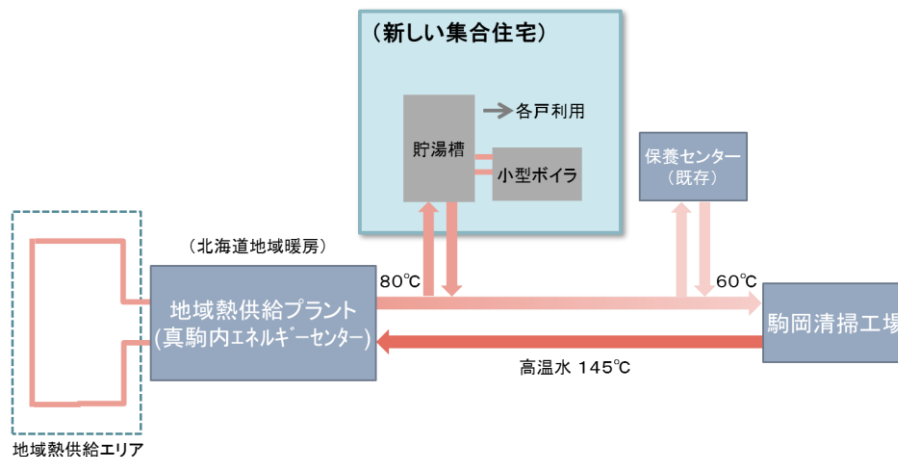 (新しい集合住宅)
貯湯槽
各戸利用
小型ボイラ
保養センター
(既存)
(北海道地域暖房)
80℃
60℃
地域熱供給プラント
(真駒内エネルギーセンター)
駒岡清掃工場
高温水 145℃
地域熱供給エリア